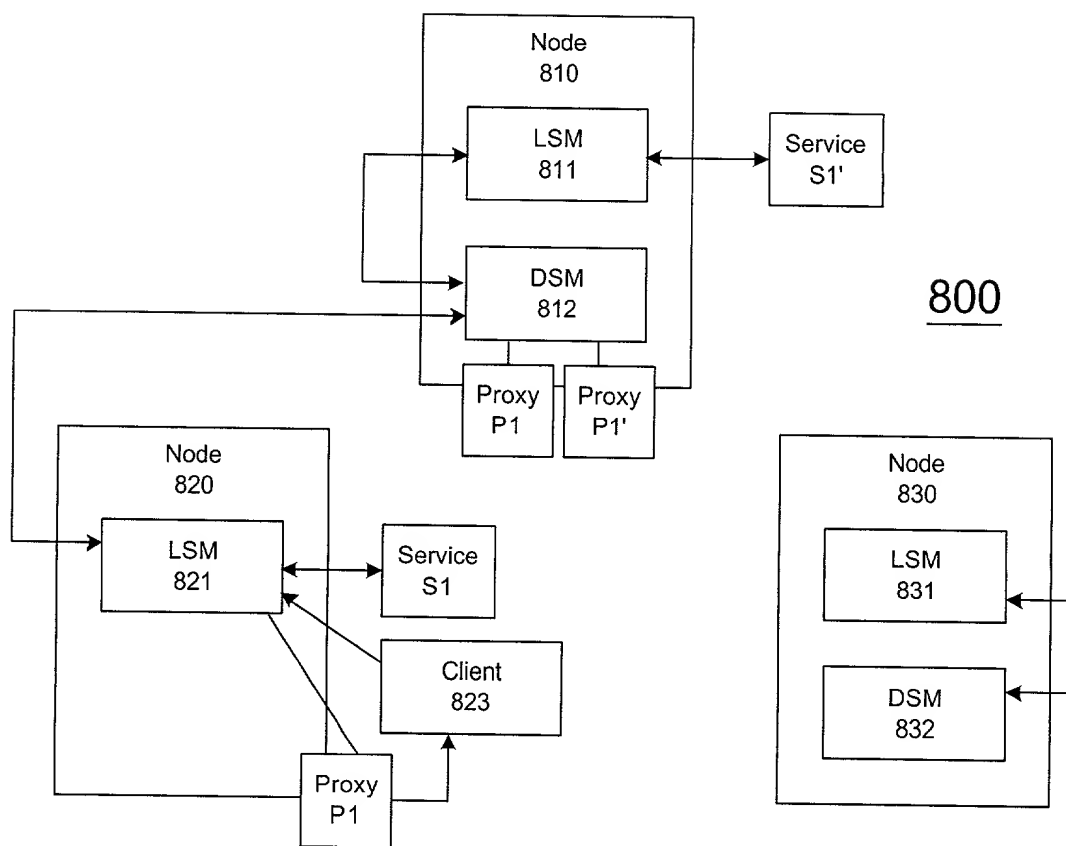 Node
810
LSM
811
Service
S1'
DSM
812
800
Proxy
P1
Proxy
P1'
Node
820
LSM
821
Service
S1
Client
823
Proxy
P1
Node
830
LSM
831
DSM
832